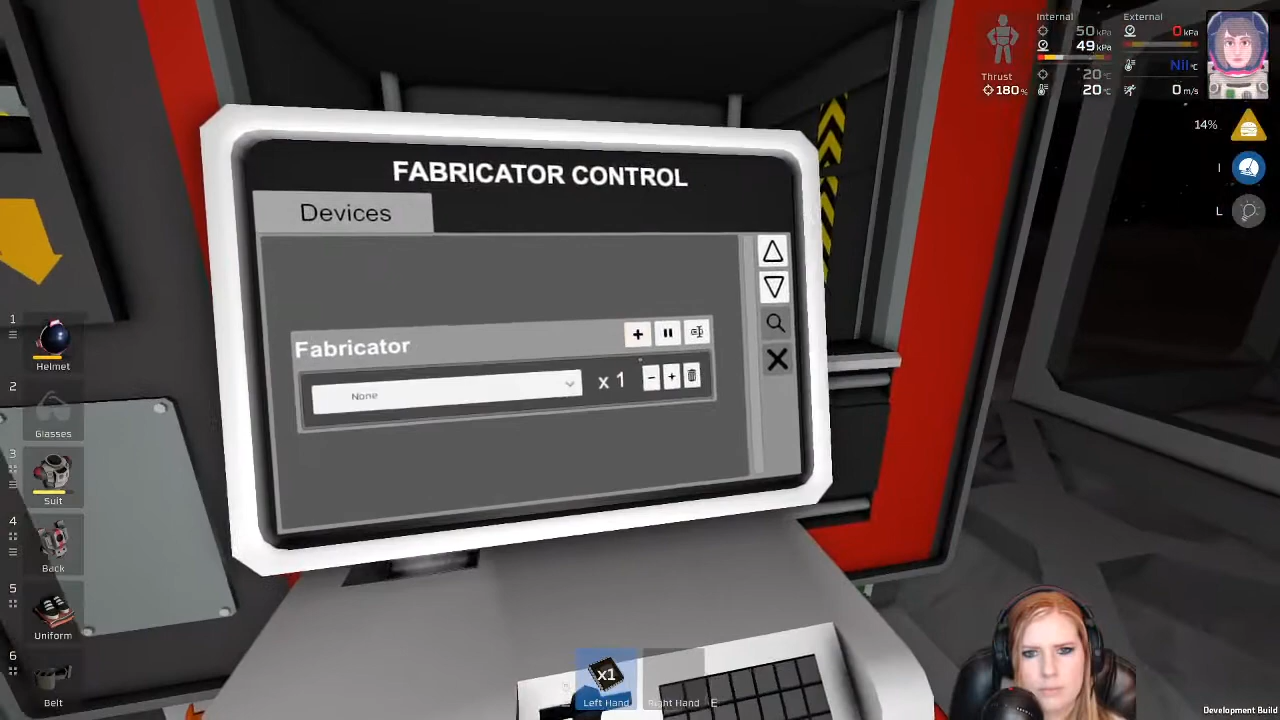 Internal
External
50 kPa
0 kPa
49 kPa
Nil °C
Thrust
20 °C
180 %
20 °C
0 m/s
14%
FABRICATOR CONTROL
I
Devices
L
1
Helmet
Fabricator
None
x 1
2
Glasses
3
Suit
4
Back
5
Uniform
6
Belt
x1
Left Hand
Right Hand
E
Development Build